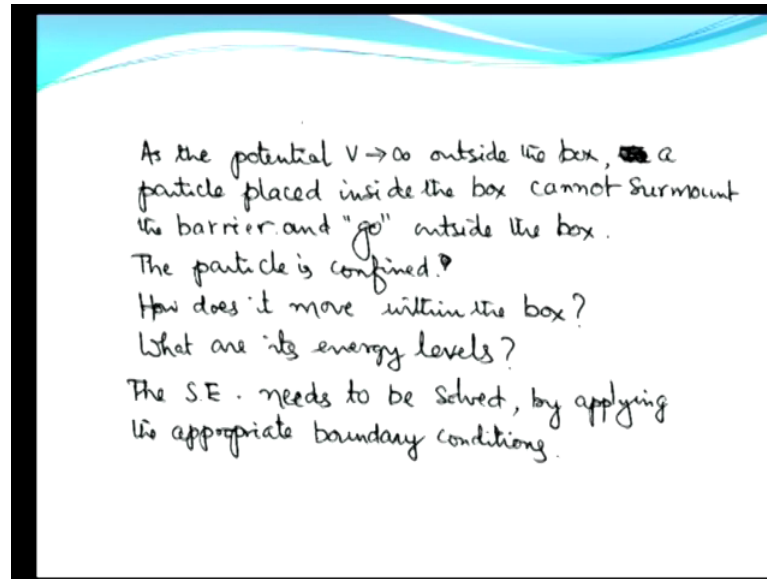 As the potential V→∞ outside the box, a
particle placed inside the box cannot surmount
the barrier and "go" outside the box.
The particle is confined.
How does it move within the box?
What are its energy levels?
The S.E. needs to be solved, by applying
the appropriate boundary conditions.